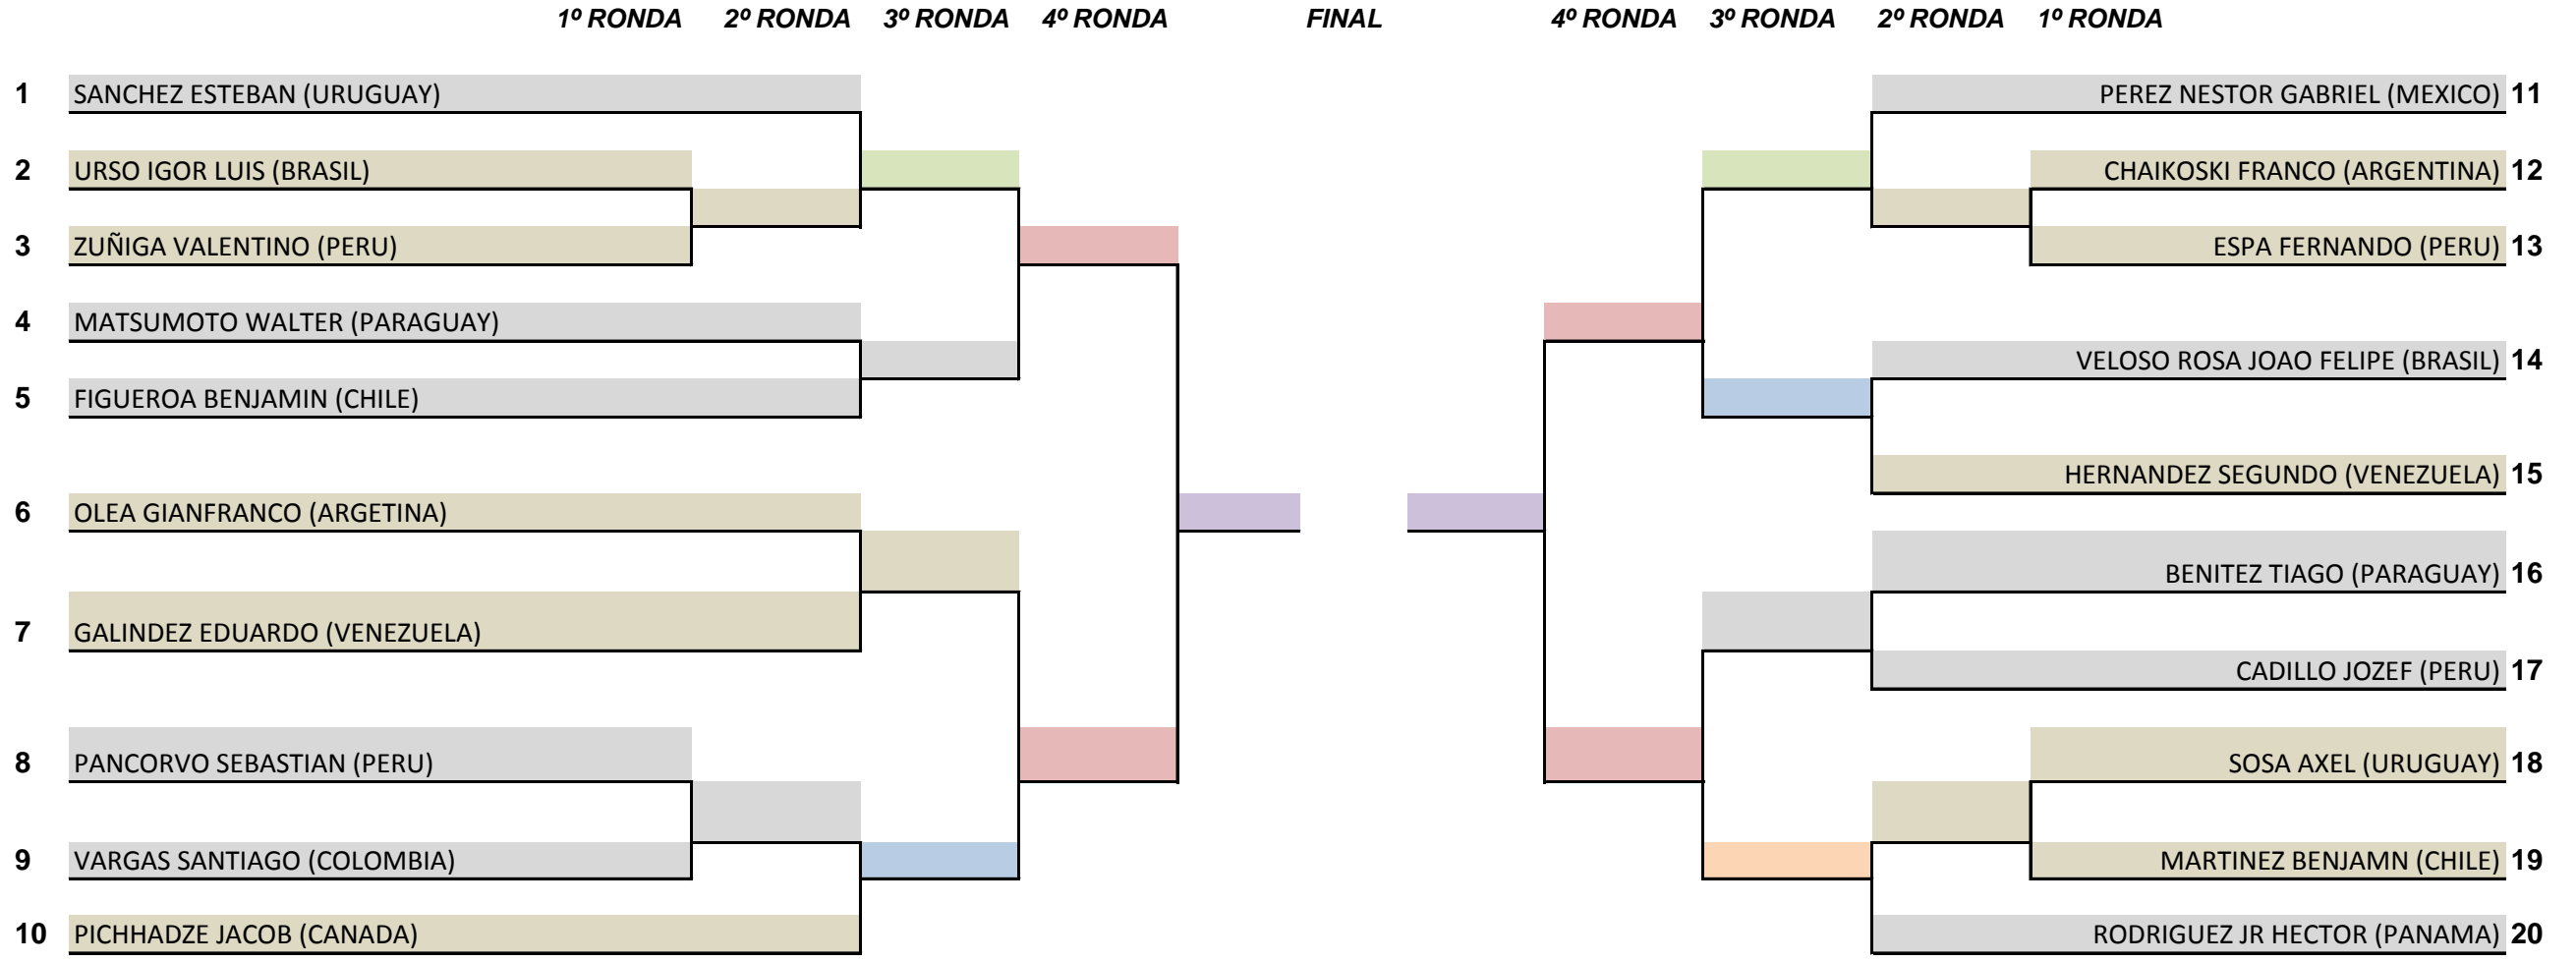 1º RONDA 2º RONDA 3º RONDA 4º RONDA FINAL 4º RONDA 3º RONDA 2º RONDA 1º RONDA
1 SANCHEZ ESTEBAN (URUGUAY) PEREZ NESTOR GABRIEL (MEXICO) 11
2 URSO IGOR LUIS (BRASIL) CHAIKOSKI FRANCO (ARGENTINA) 12
3 ZUÑIGA VALENTINO (PERU) ESPA FERNANDO (PERU) 13
4 MATSUMOTO WALTER (PARAGUAY)
VELOSO ROSA JOAO FELIPE (BRASIL) 14
5 FIGUEROA BENJAMIN (CHILE)
HERNANDEZ SEGUNDO (VENEZUELA) 15
6 OLEA GIANFRANCO (ARGETINA)
BENITEZ TIAGO (PARAGUAY) 16
7 GALINDEZ EDUARDO (VENEZUELA)
CADILLO JOZEF (PERU) 17
8 PANCORVO SEBASTIAN (PERU) SOSA AXEL (URUGUAY) 18
9 VARGAS SANTIAGO (COLOMBIA) MARTINEZ BENJAMN (CHILE) 19
10 PICHHADZE JACOB (CANADA) RODRIGUEZ JR HECTOR (PANAMA) 20